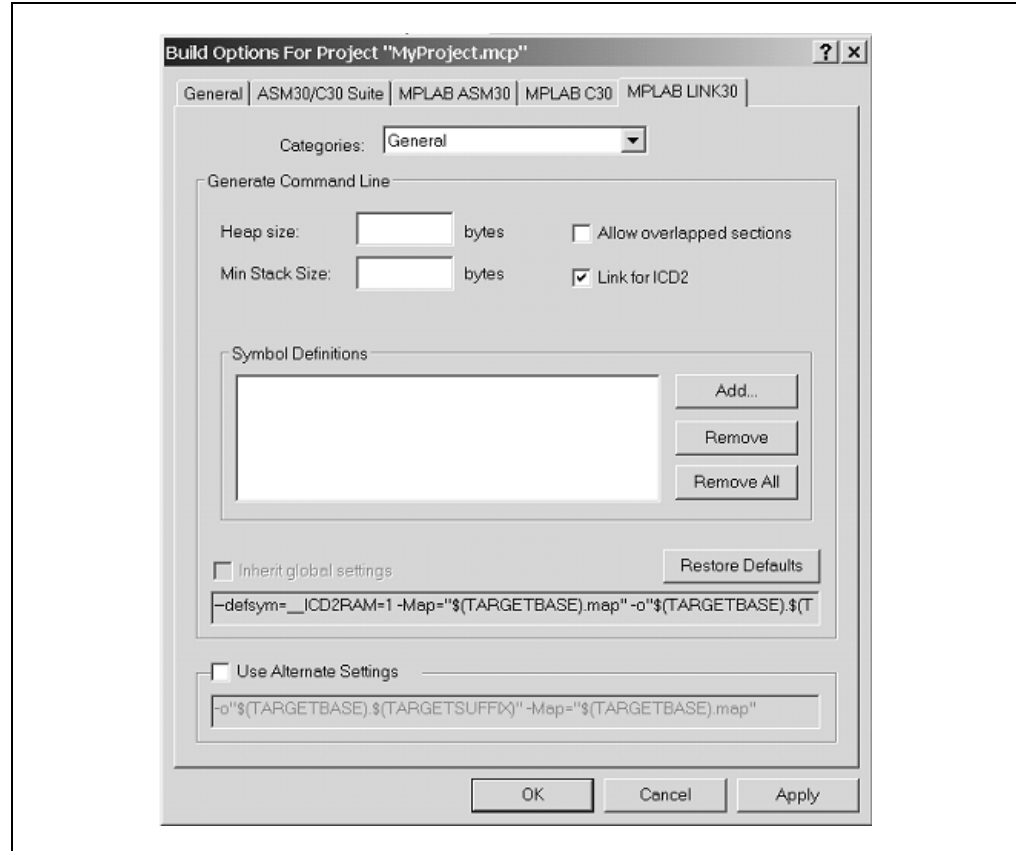 Build Options For Project "MyProject.mcp"
General ASM30/C30 Suite MPLAB ASM30 MPLAB C30 MPLAB LINK30
Categories: General
Generate Command Line
Heap size: bytes Allow overlapped sections
Min Stack Size: bytes Link for ICD2
Symbol Definitions
Add...
Remove
Remove All
Inherit global settings Restore Defaults
--defsym=__ICD2RAM=1 -Map="$(TARGETBASE).map" -o"$(TARGETBASE).$(T
Use Alternate Settings
-o"$(TARGETBASE).$(TARGETSUFFIX)" -Map="$(TARGETBASE).map"
OK Cancel Apply